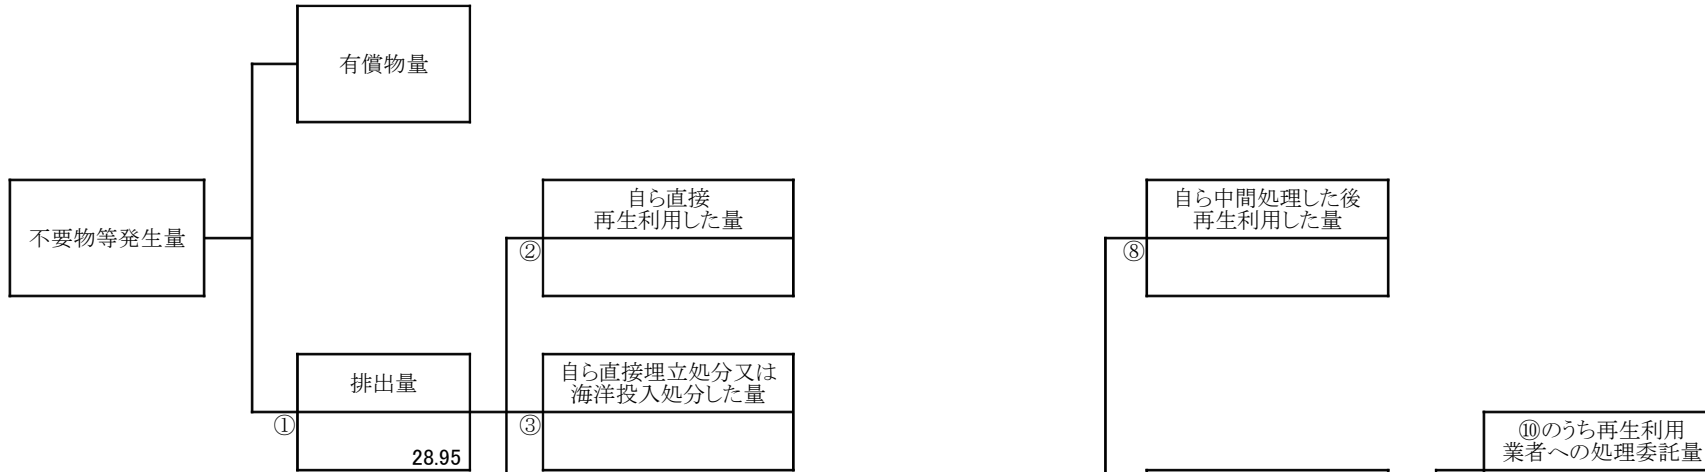 有償物量
不要物等発生量
自ら直接
再生利用した量
②
自ら中間処理した後
再生利用した量
⑧
排出量
①
28.95
自ら直接埋立処分又は
海洋投入処分した量
③
⑩のうち再生利用
業者への処理委託量